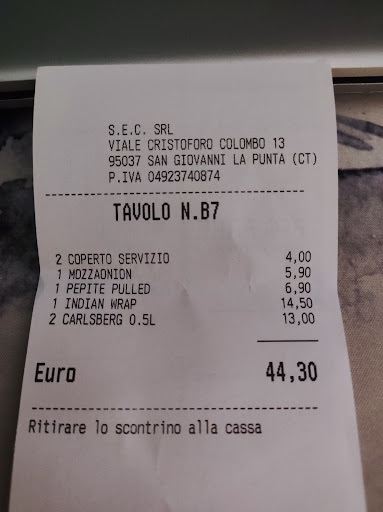 S.E.C. SRL
VIALE CRISTOFORO COLOMBO 13
95037 SAN GIOVANNI LA PUNTA (CT)
P.IVA 04923740874
TAVOLO N.B7
2 COPERTO SERVIZIO 4,00
1 MOZZAONION 5,90
1 PEPITE PULLED 6,90
1 INDIAN WRAP 14,50
2 CARLSBERG 0.5L 13,00
Euro 44,30
Ritirare lo scontrino alla cassa